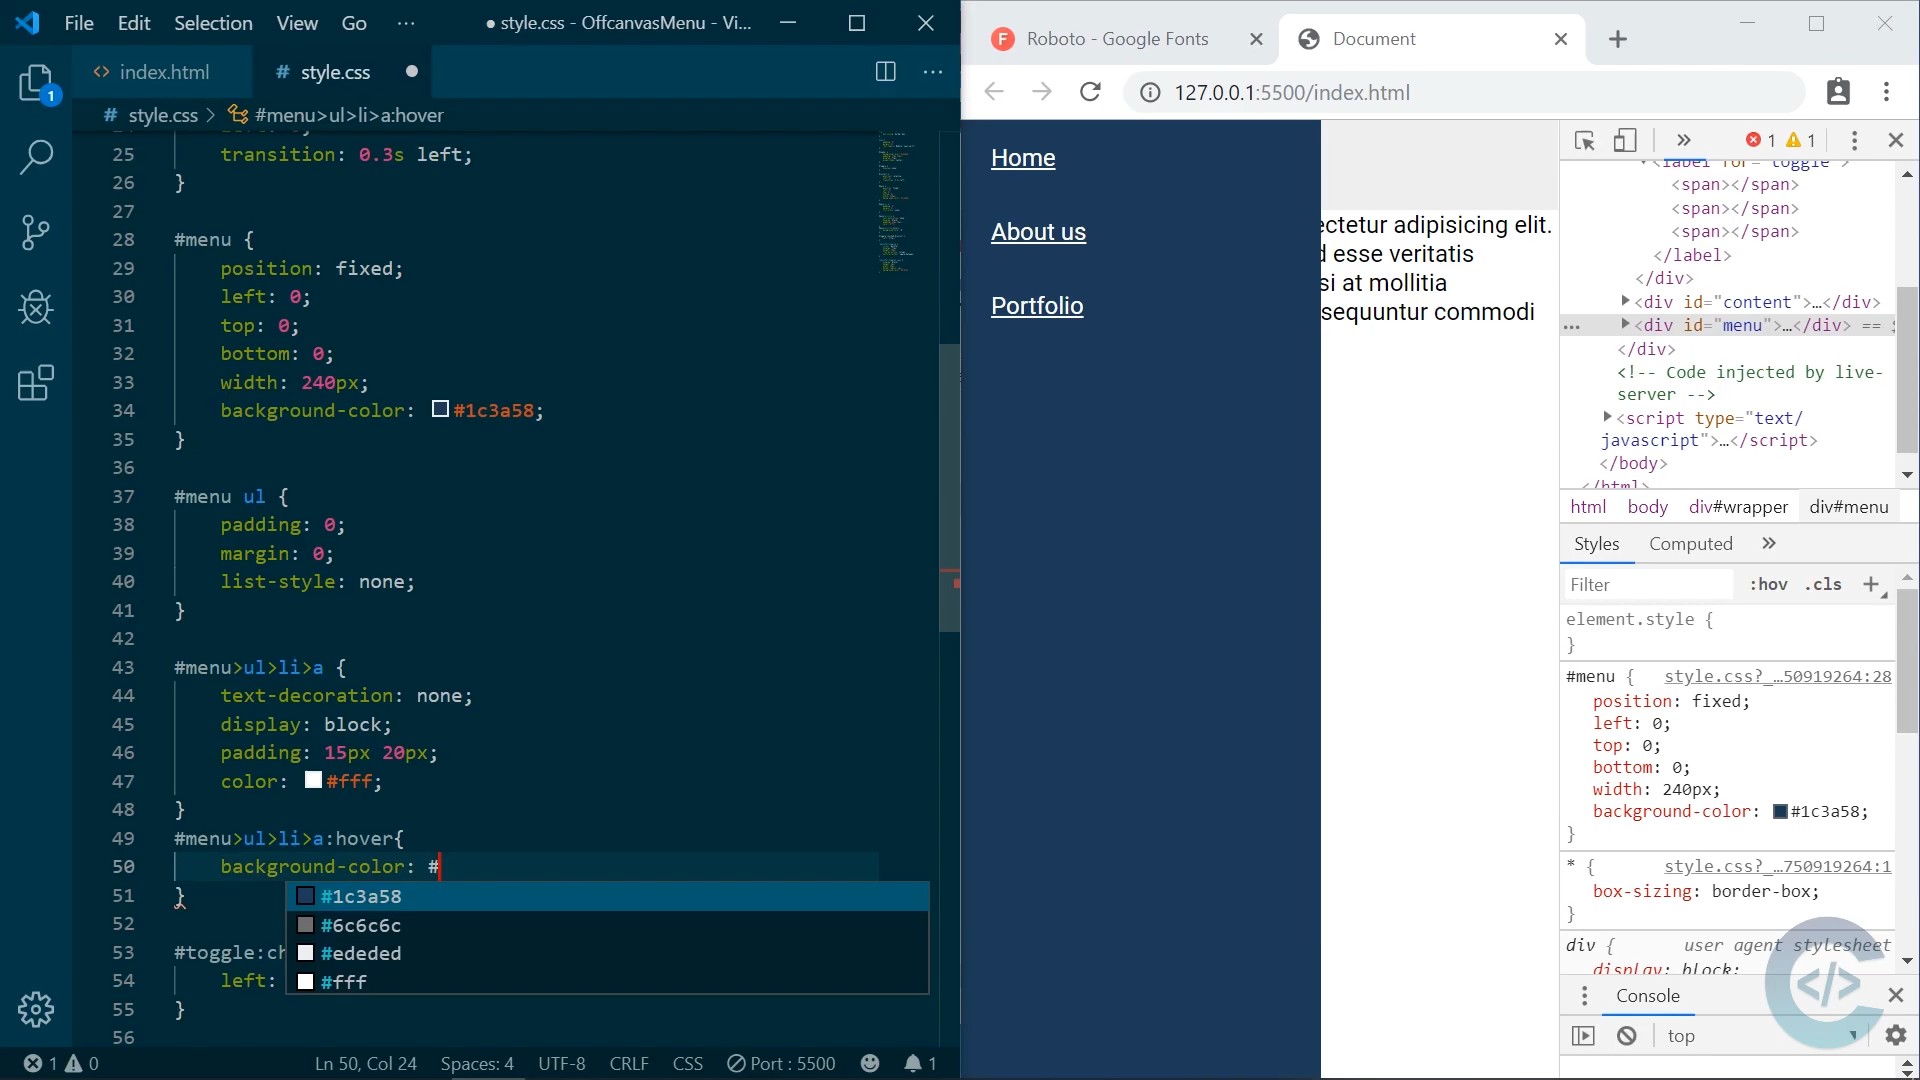 File Edit Selection View Go ··· ● style.css - OffcanvasMenu - Vi...
index.html
# style.css ●
# style.css > #menu>ul>li>a:hover
1
25 transition: 0.3s left;
26 }
27
28 #menu {
29 position: fixed;
30 left: 0;
31 top: 0;
32 bottom: 0;
33 width: 240px;
34 background-color: #1c3a58;
35 }
36
37 #menu ul {
38 padding: 0;
39 margin: 0;
40 list-style: none;
41 }
42
43 #menu>ul>li>a {
44 text-decoration: none;
45 display: block;
46 padding: 15px 20px;
47 color: #fff;
48 }
49 #menu>ul>li>a:hover{
50 background-color: #
51 }
52
53 #toggle:ch
54 left:
55 }
56
#1c3a58
#6c6c6c
#ededed
#fff
1 0 Ln 50, Col 24 Spaces: 4 UTF-8 CRLF CSS Port : 5500 1
Roboto - Google Fonts
Document
127.0.0.1:5500/index.html
Home
About us
Portfolio
ectetur adipisicing elit.
d esse veritatis
si at mollitia
sequuntur commodi
1 1
<label for="toggle">
<span></span>
<span></span>
<span></span>
</label>
</div>
<div id="content">…</div>
<div id="menu">…</div> ==
</div>
<!-- Code injected by live-
server -->
<script type="text/
javascript">…</script>
</body>
</html>
html body div#wrapper div#menu
Styles Computed »
Filter :hov .cls +
element.style {
}
#menu { style.css?_…50919264:28
position: fixed;
left: 0;
top: 0;
bottom: 0;
width: 240px;
background-color: #1c3a58;
}
* { style.css?_…750919264:1
box-sizing: border-box;
}
div { user agent stylesheet
display: block;
Console
top